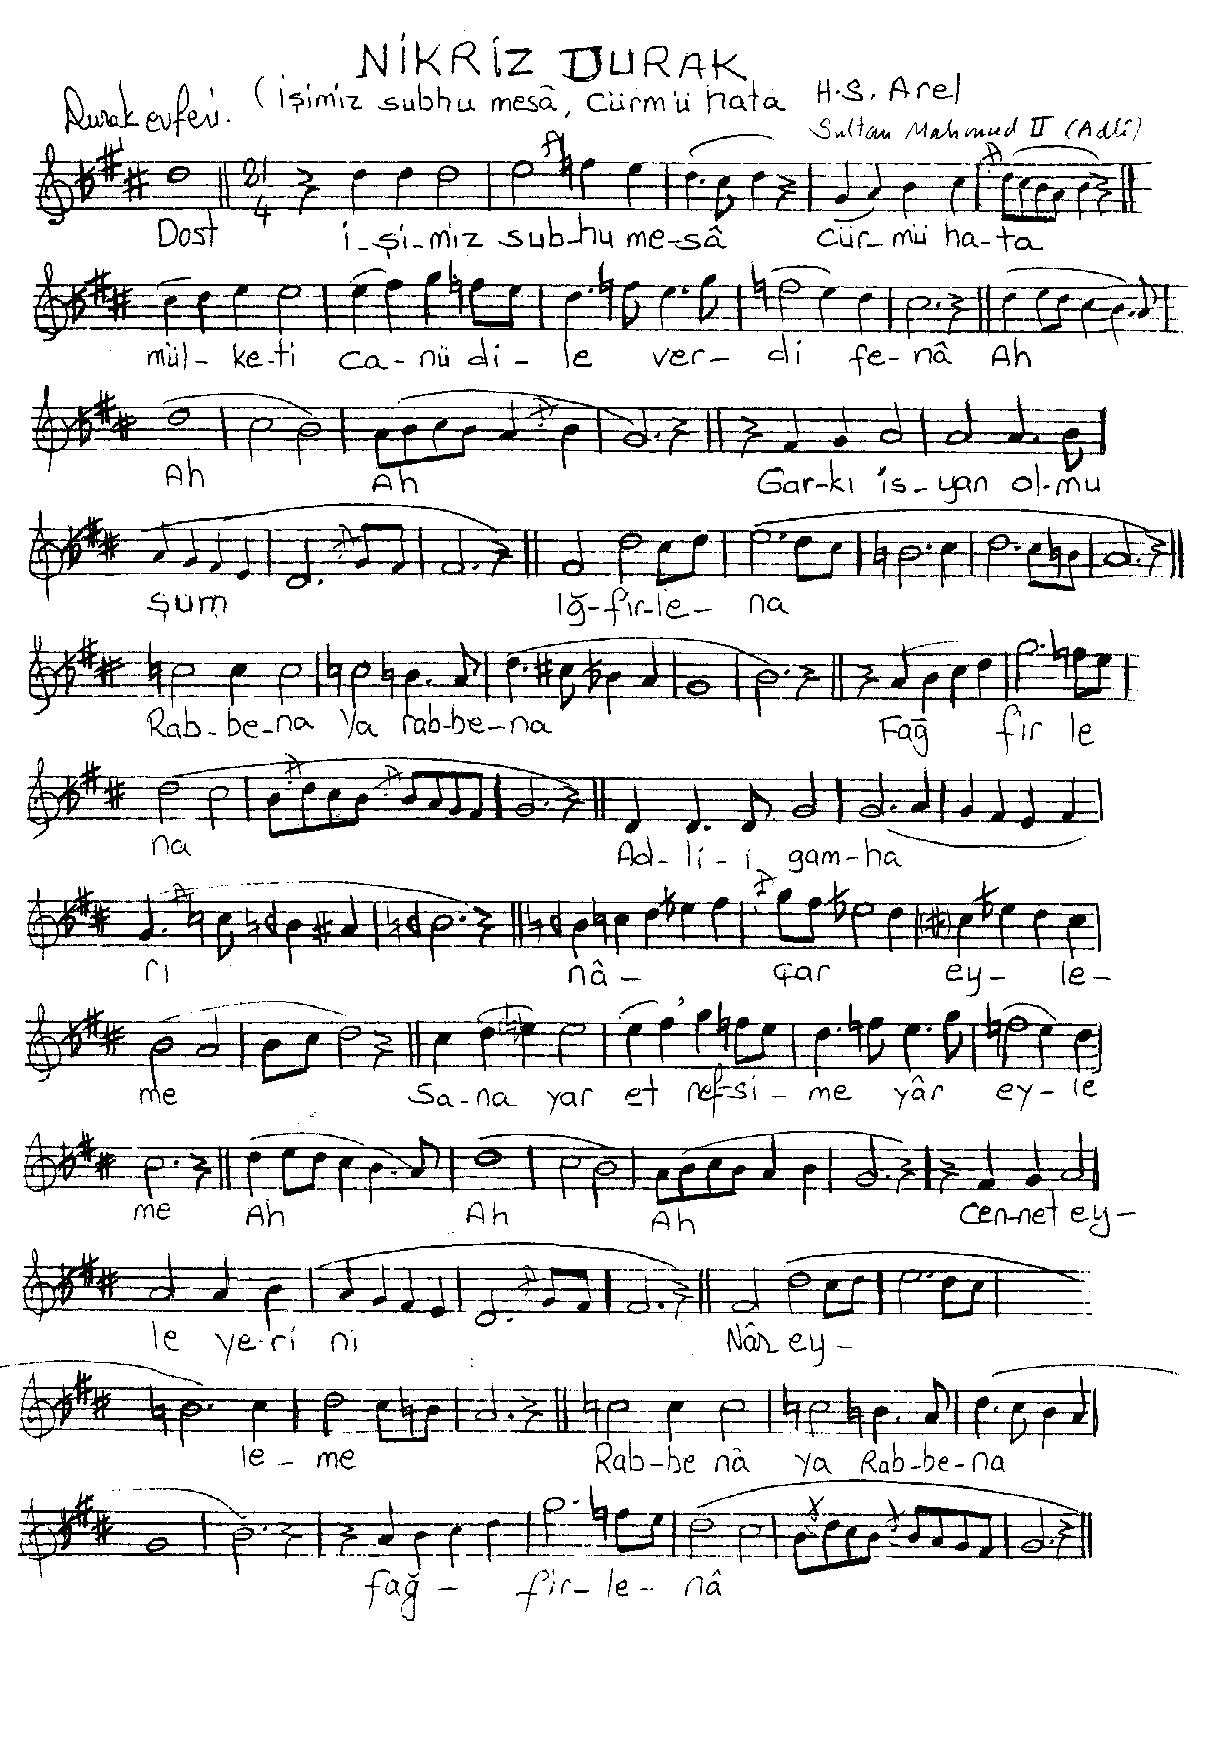 NİKRİZ DURAK
Durak evferi. (işimiz subhu mesâ, cürm'ü hata H.S. Arel
Sultan Mahmud II (Adlî)
21
4
Dost i-şi-miz sub-hu me-sâ cür-mü ha-ta
mül-ke-ti ca-nü di-le ver-di fe-nâ Ah
Ah Ah Gar-kı is-yan ol-mu
şum Iğ-fir-le-na
Rab-be-na Ya rab-be-na Fağ fir le
na Ad-li-i gam-ha
ri nâ-çar ey-le-
me Sa-na yar et nef-si-me yâr ey-le
me Ah Ah Ah cen-net ey-
le ye-ri ni Nâr ey-
le-me Rab-be nâ ya Rab-be-na
fağ-fir-le-nâ